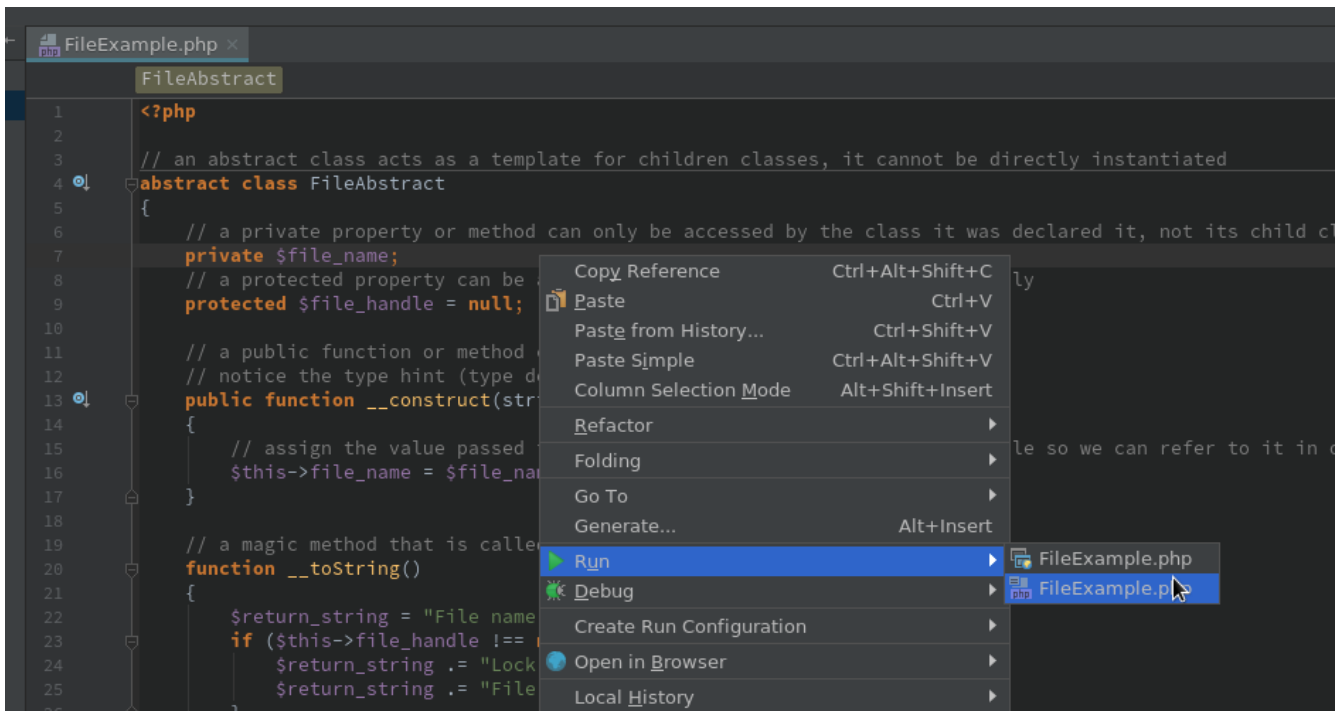 FileExample.php
FileAbstract
1 <?php
2
3 // an abstract class acts as a template for children classes, it cannot be directly instantiated
4 abstract class FileAbstract
5 {
6 // a private property or method can only be accessed by the class it was declared it, not its child
7 private $file_name;
8 // a protected property can be ly
9 protected $file_handle = null;
10
11 // a public function or method
12 // notice the type hint (type
13 public function __construct(str
14 {
15 // assign the value passed le so we can refer to it in
16 $this->file_name = $file_na
17 }
18
19 // a magic method that is calle
20 function __toString()
21 {
22 $return_string = "File name
23 if ($this->file_handle !==
24 $return_string .= "Lock
25 $return_string .= "File
Copy Reference Ctrl+Alt+Shift+C
Paste Ctrl+V
Paste from History... Ctrl+Shift+V
Paste Simple Ctrl+Alt+Shift+V
Column Selection Mode Alt+Shift+Insert
Refactor
Folding
Go To
Generate... Alt+Insert
Run
Debug
Create Run Configuration
Open in Browser
Local History
FileExample.php
php FileExample.php